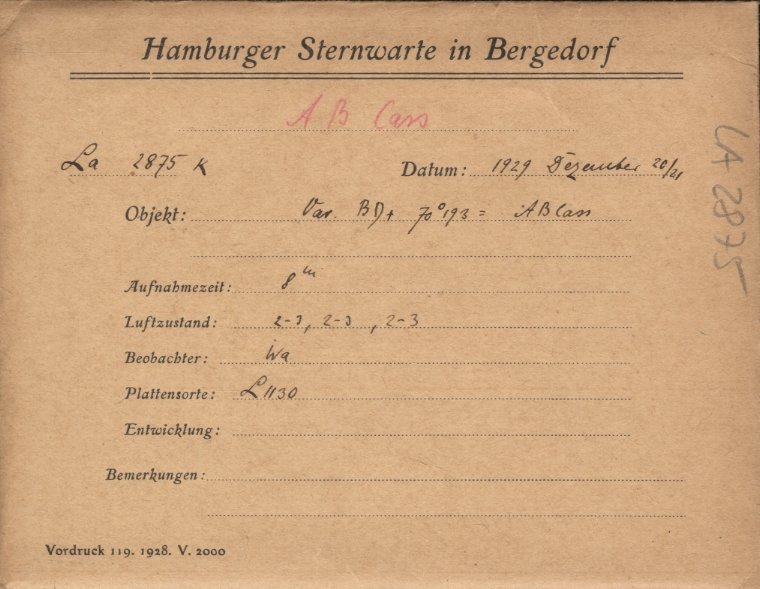 Hamburger Sternwarte in Bergedorf
AB Cass
La 2875 K Datum: 1929 Dezember 20/21
Objekt: Var. BD+ 70°193 = AB Cass
Aufnahmezeit: 8m
Luftzustand: 2-3, 2-3, 2-3
Beobachter: Wa
Plattensorte: L 1130
Entwicklung:
Bemerkungen:
Vordruck 119. 1928. V. 2000
LA 2875